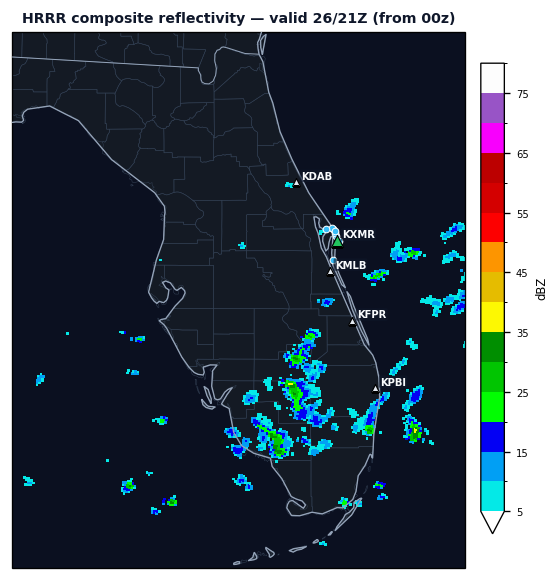 HRRR composite reflectivity — valid 26/21Z (from 00z)
KDAB
KXMR
KMLB
KFPR
KPBI
75
65
55
45
35
25
15
5
dBZ